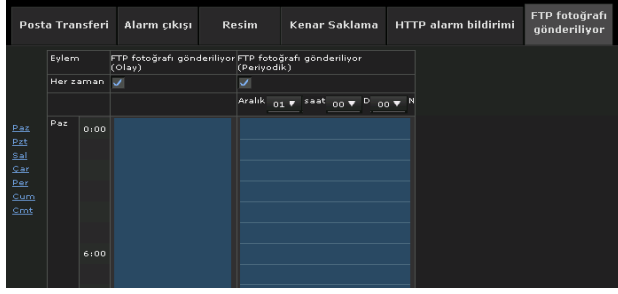 Posta Transferi Alarm çıkışı Resim Kenar Saklama HTTP alarm bildirimi FTP fotoğrafı
gönderiliyor
Eylem FTP fotoğrafı gönderiliyor FTP fotoğrafı gönderiliyor
(Olay) (Periyodik)
Her zaman
Aralık 01 saat 00 D 00 N
Paz 0:00
Paz
Pzt
Sal
Çar
Per
Cum
Cmt
6:00